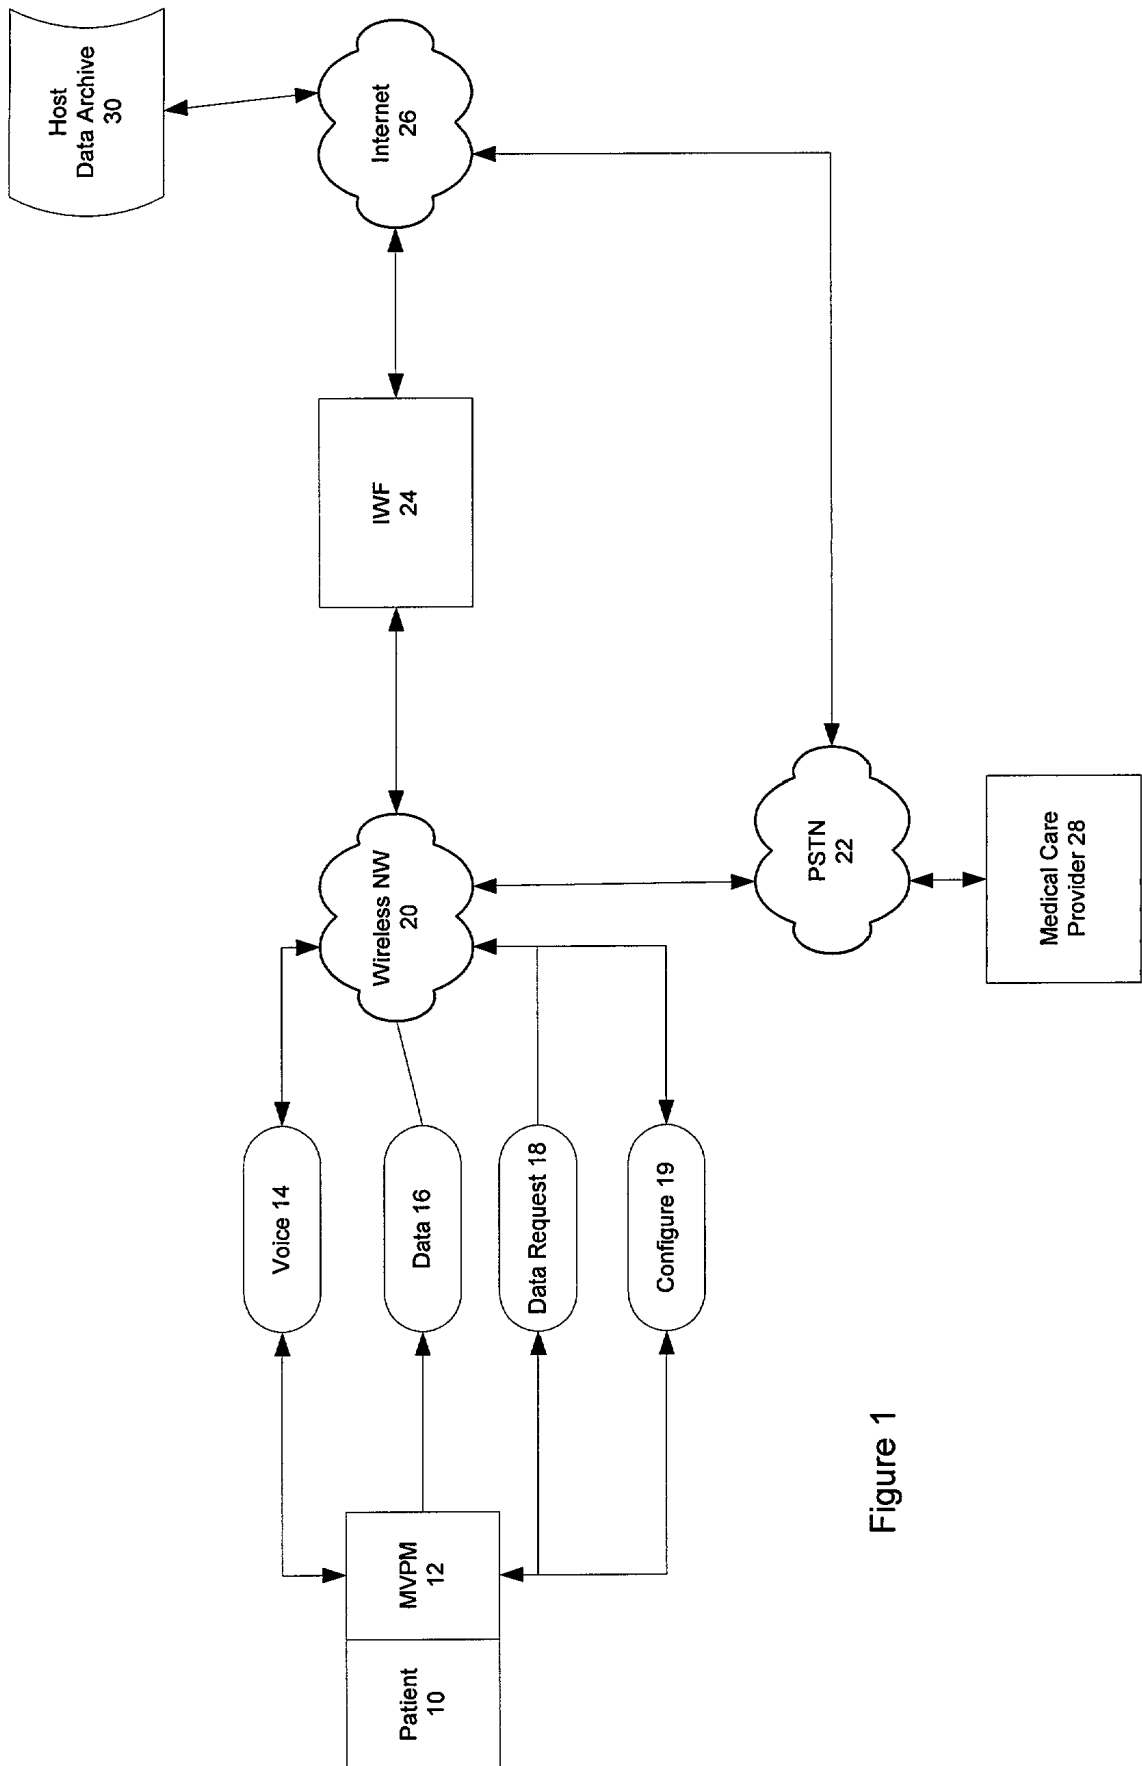 Host
Data Archive
30
Internet
26
IWF
24
Wireless NW
20
PSTN
22
Medical Care
Provider 28
Voice 14
Data 16
Data Request 18
Configure 19
MVPM
12
Patient
10
Figure 1